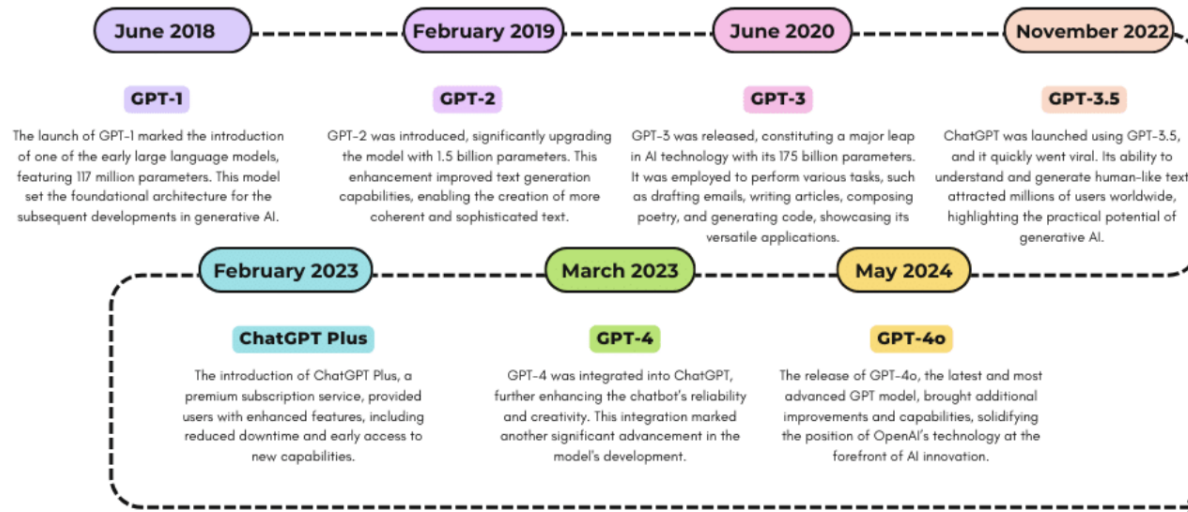 June 2018
February 2019
June 2020
November 2022
GPT-1
The launch of GPT-1 marked the introduction
of one of the early large language models,
featuring 117 million parameters. This model
set the foundational architecture for the
subsequent developments in generative AI.
GPT-2
GPT-2 was introduced, significantly upgrading
the model with 1.5 billion parameters. This
enhancement improved text generation
capabilities, enabling the creation of more
coherent and sophisticated text.
GPT-3
GPT-3 was released, constituting a major leap
in AI technology with its 175 billion parameters.
It was employed to perform various tasks, such
as drafting emails, writing articles, composing
poetry, and generating code, showcasing its
versatile applications.
GPT-3.5
ChatGPT was launched using GPT-3.5,
and it quickly went viral. Its ability to
understand and generate human-like text
attracted millions of users worldwide,
highlighting the practical potential of
generative AI.
February 2023
March 2023
May 2024
ChatGPT Plus
The introduction of ChatGPT Plus, a
premium subscription service, provided
users with enhanced features, including
reduced downtime and early access to
new capabilities.
GPT-4
GPT-4 was integrated into ChatGPT,
further enhancing the chatbot's reliability
and creativity. This integration marked
another significant advancement in the
model's development.
GPT-4o
The release of GPT-4o, the latest and most
advanced GPT model, brought additional
improvements and capabilities, solidifying
the position of OpenAI's technology at the
forefront of AI innovation.